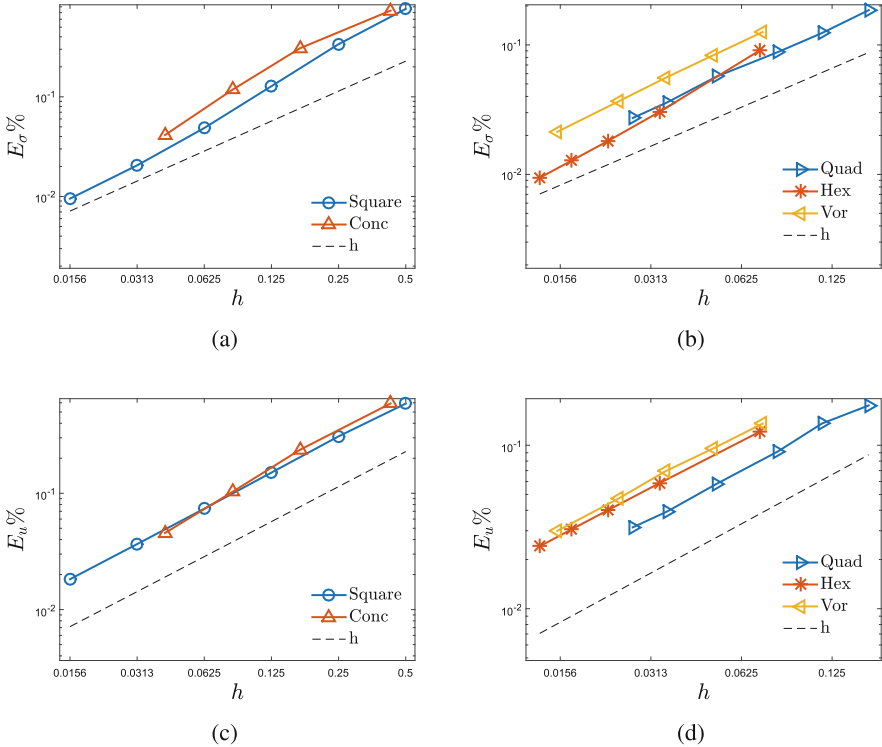 10^-1
10^-2
E_σ%
0.0156 0.0313 0.0625 0.125 0.25 0.5
h
Square
Conc
h
(a)
10^-1
10^-2
E_σ%
0.0156 0.0313 0.0625 0.125
h
Quad
Hex
Vor
h
(b)
10^-1
10^-2
E_u%
0.0156 0.0313 0.0625 0.125 0.25 0.5
h
Square
Conc
h
(c)
10^-1
10^-2
E_u%
0.0156 0.0313 0.0625 0.125
h
Quad
Hex
Vor
h
(d)